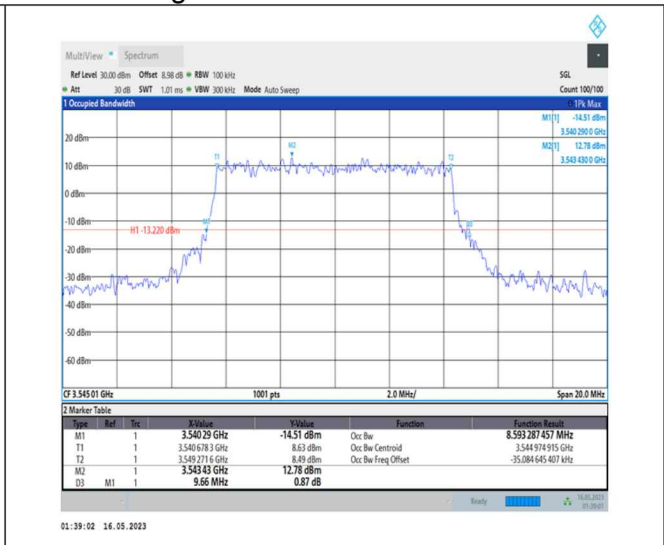 MultiView Spectrum
Ref Level 30.00 dBm Offset 8.98 dB RBW 100 kHz SGL
Att 30 dB SWT 1.01 ms VBW 300 kHz Mode Auto Sweep Count 100/100
1 Occupied Bandwidth 1Pk Max
M1[1] -14.51 dBm
3.540 290 0 GHz
M2[1] 12.78 dBm
3.543 430 0 GHz
20 dBm
M2
T1 T2
10 dBm
0 dBm
-10 dBm
M1
H1 -13.220 dBm
-20 dBm
-30 dBm
-40 dBm
-50 dBm
-60 dBm
CF 3.545 01 GHz 1001 pts 2.0 MHz/ Span 20.0 MHz
2 Marker Table
Type Ref Trc X-Value Y-Value Function Function Result
M1 1 3.540 29 GHz -14.51 dBm Occ Bw 8.593 287 457 MHz
T1 1 3.540 678 3 GHz 8.63 dBm Occ Bw Centroid 3.544 974 915 GHz
T2 1 3.549 271 6 GHz 8.49 dBm Occ Bw Freq Offset -35.084 645 407 kHz
M2 1 3.543 43 GHz 12.78 dBm
D3 M1 1 9.66 MHz 0.87 dB
Ready 16.05.2023
01:39:01
01:39:02 16.05.2023